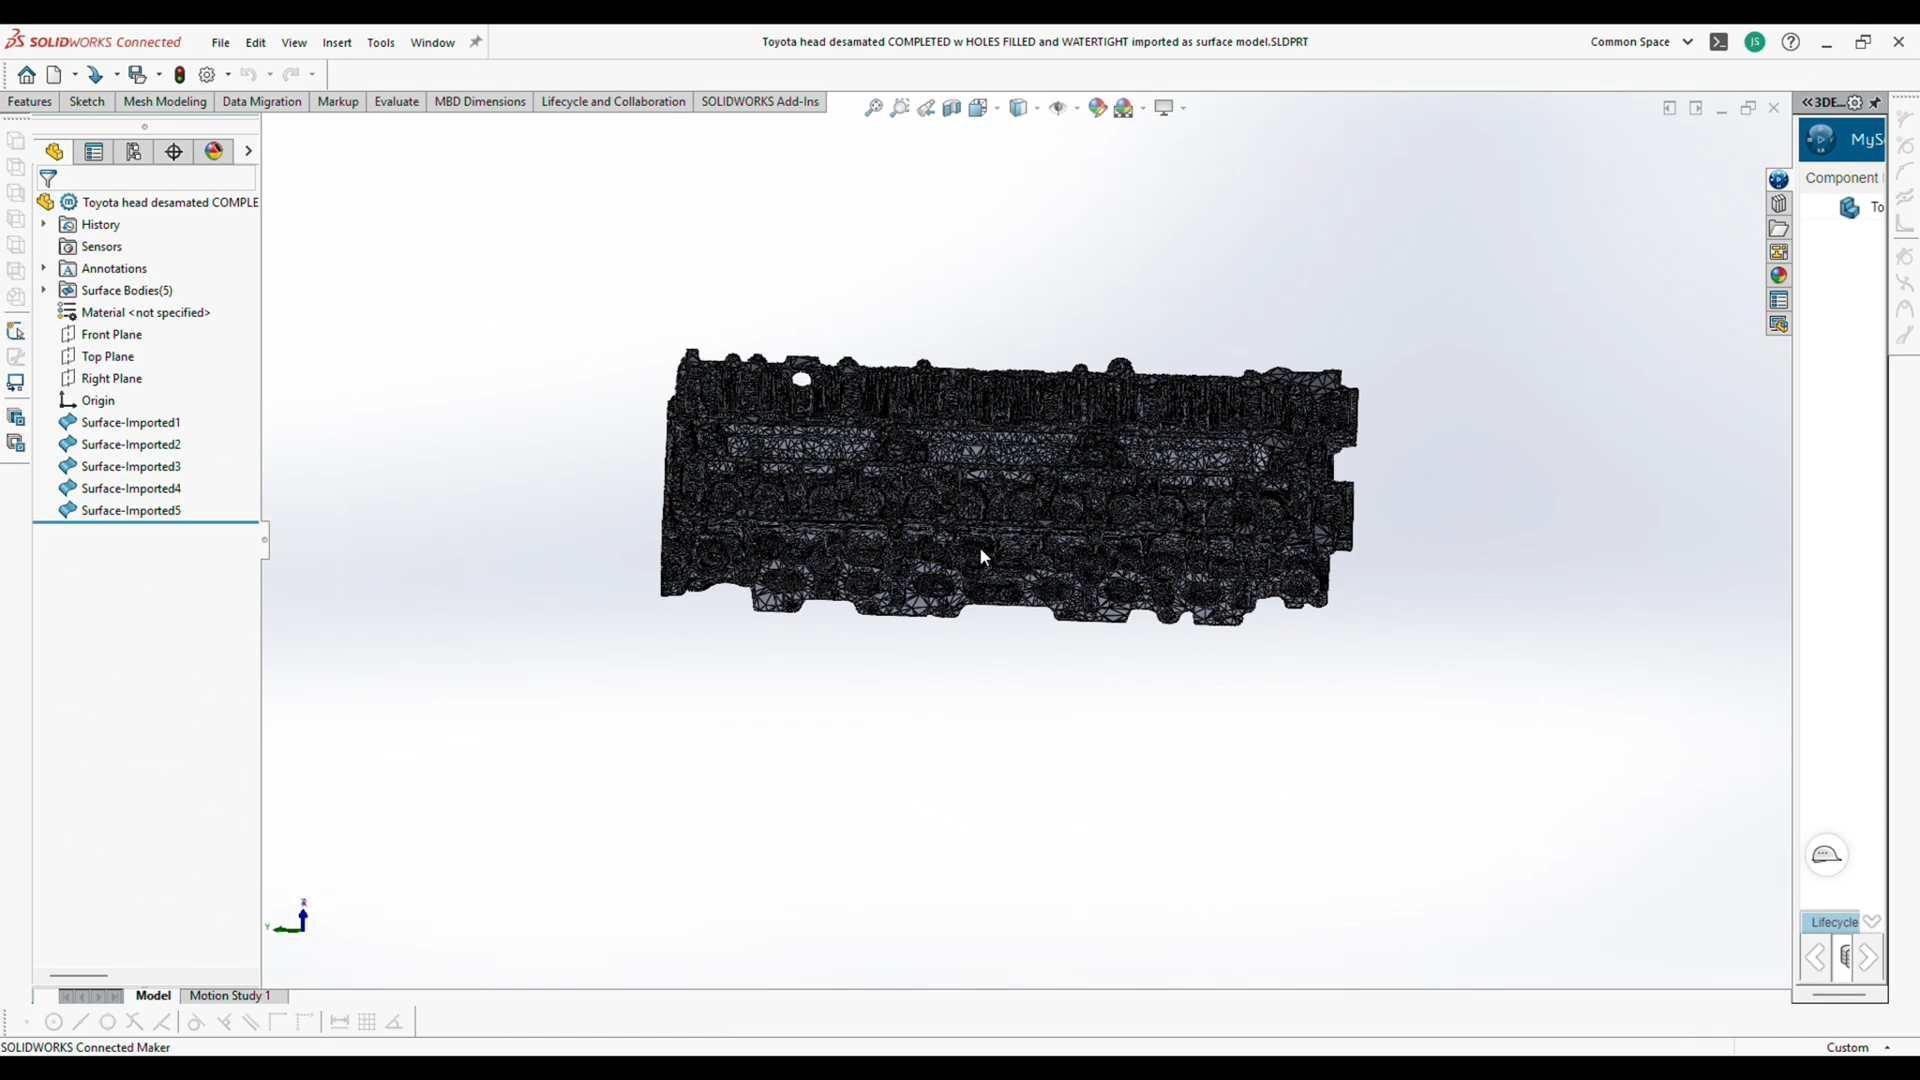 SOLIDWORKS Connected
File Edit View Insert Tools Window
Toyota head desamated COMPLETED w HOLES FILLED and WATERTIGHT imported as surface model.SLDPRT
Common Space
JS
Features Sketch Mesh Modeling Data Migration Markup Evaluate MBD Dimensions Lifecycle and Collaboration SOLIDWORKS Add-Ins
3DE...
MyS
Component
To
Toyota head desamated COMPLE
History
Sensors
Annotations
Surface Bodies(5)
Material <not specified>
Front Plane
Top Plane
Right Plane
Origin
Surface-Imported1
Surface-Imported2
Surface-Imported3
Surface-Imported4
Surface-Imported5
Y
Lifecycle
Model Motion Study 1
SOLIDWORKS Connected Maker
Custom